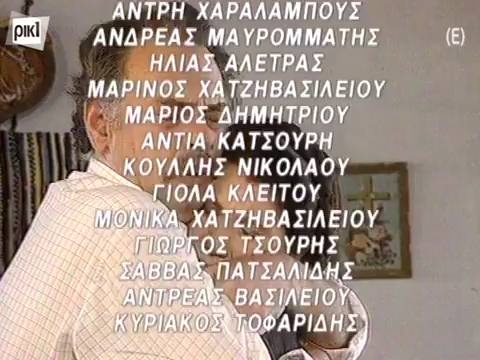 ΡΙΚ1
(Ε)
ΑΝΤΡΗ ΧΑΡΑΛΑΜΠΟΥΣ
ΑΝΔΡΕΑΣ ΜΑΥΡΟΜΜΑΤΗΣ
ΗΛΙΑΣ ΑΛΕΤΡΑΣ
ΜΑΡΙΝΟΣ ΧΑΤΖΗΒΑΣΙΛΕΙΟΥ
ΜΑΡΙΟΣ ΔΗΜΗΤΡΙΟΥ
ΑΝΤΙΑ ΚΑΤΣΟΥΡΗ
ΚΟΥΛΛΗΣ ΝΙΚΟΛΑΟΥ
ΓΙΟΛΑ ΚΛΕΙΤΟΥ
ΜΟΝΙΚΑ ΧΑΤΖΗΒΑΣΙΛΕΙΟΥ
ΓΙΩΡΓΟΣ ΤΣΟΥΡΗΣ
ΣΑΒΒΑΣ ΠΑΤΣΑΛΙΔΗΣ
ΑΝΤΡΕΑΣ ΒΑΣΙΛΕΙΟΥ
ΚΥΡΙΑΚΟΣ ΤΟΦΑΡΙΔΗΣ